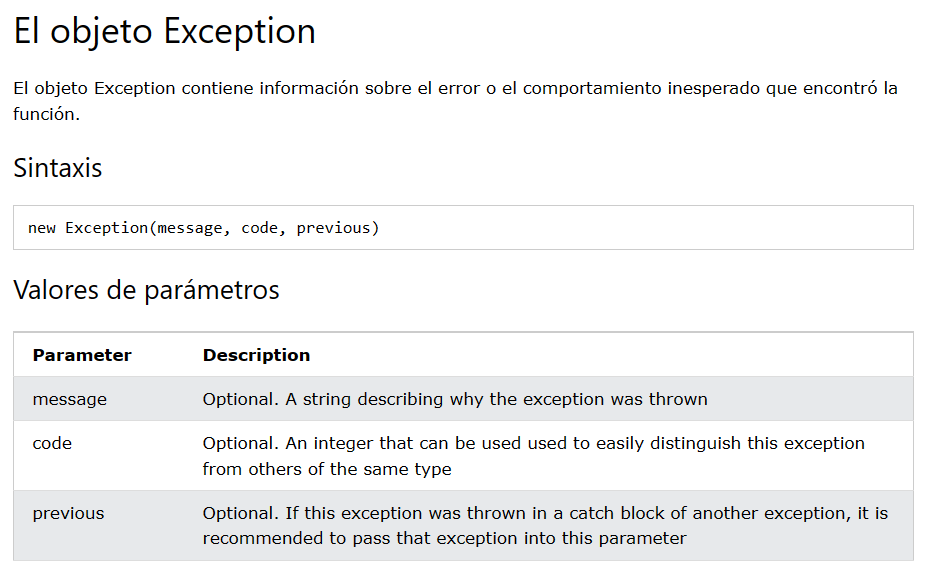 El objeto Exception
El objeto Exception contiene información sobre el error o el comportamiento inesperado que encontró la
función.
Sintaxis
new Exception(message, code, previous)
Valores de parámetros
Parameter Description
message Optional. A string describing why the exception was thrown
code Optional. An integer that can be used used to easily distinguish this exception
from others of the same type
previous Optional. If this exception was thrown in a catch block of another exception, it is
recommended to pass that exception into this parameter